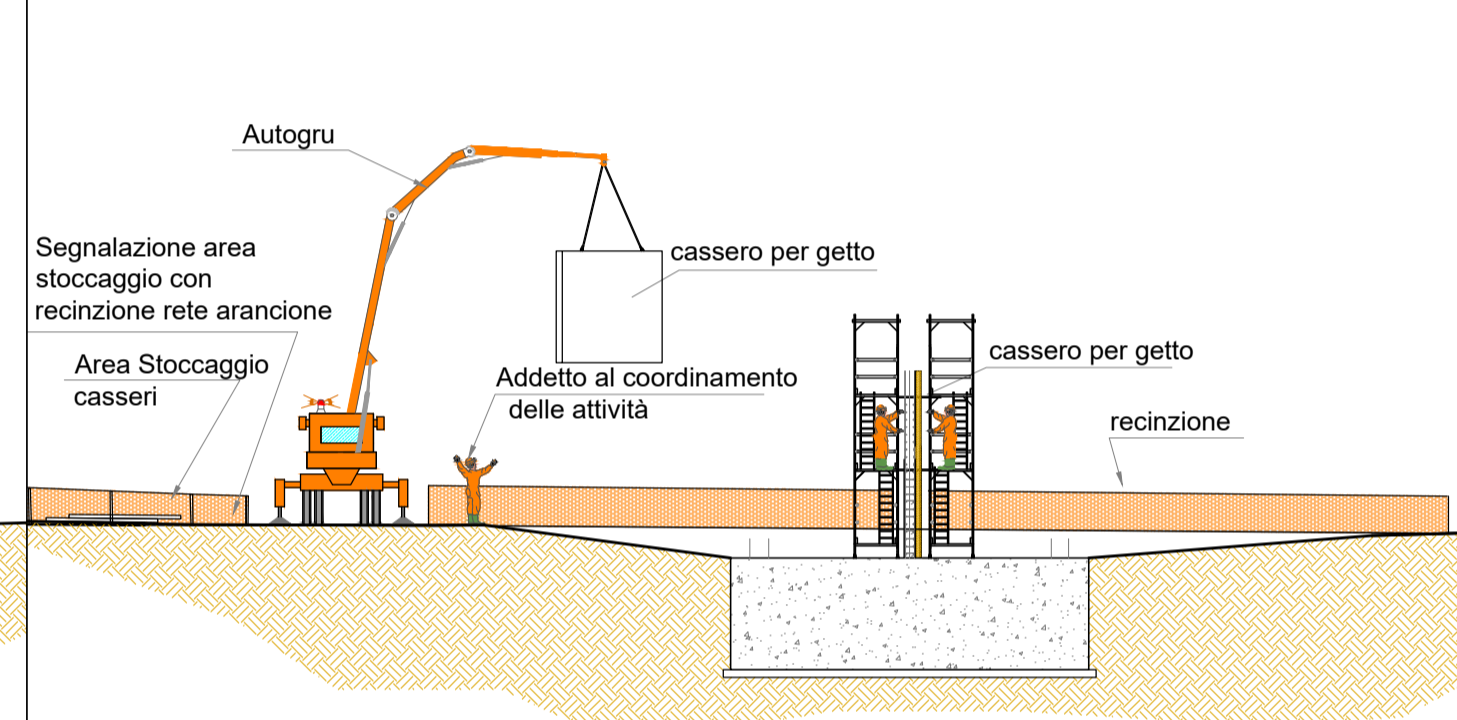 Autogru
Segnalazione area
stoccaggio con
recinzione rete arancione
Area Stoccaggio
casseri
cassero per getto
Addetto al coordinamento
delle attività
cassero per getto
recinzione